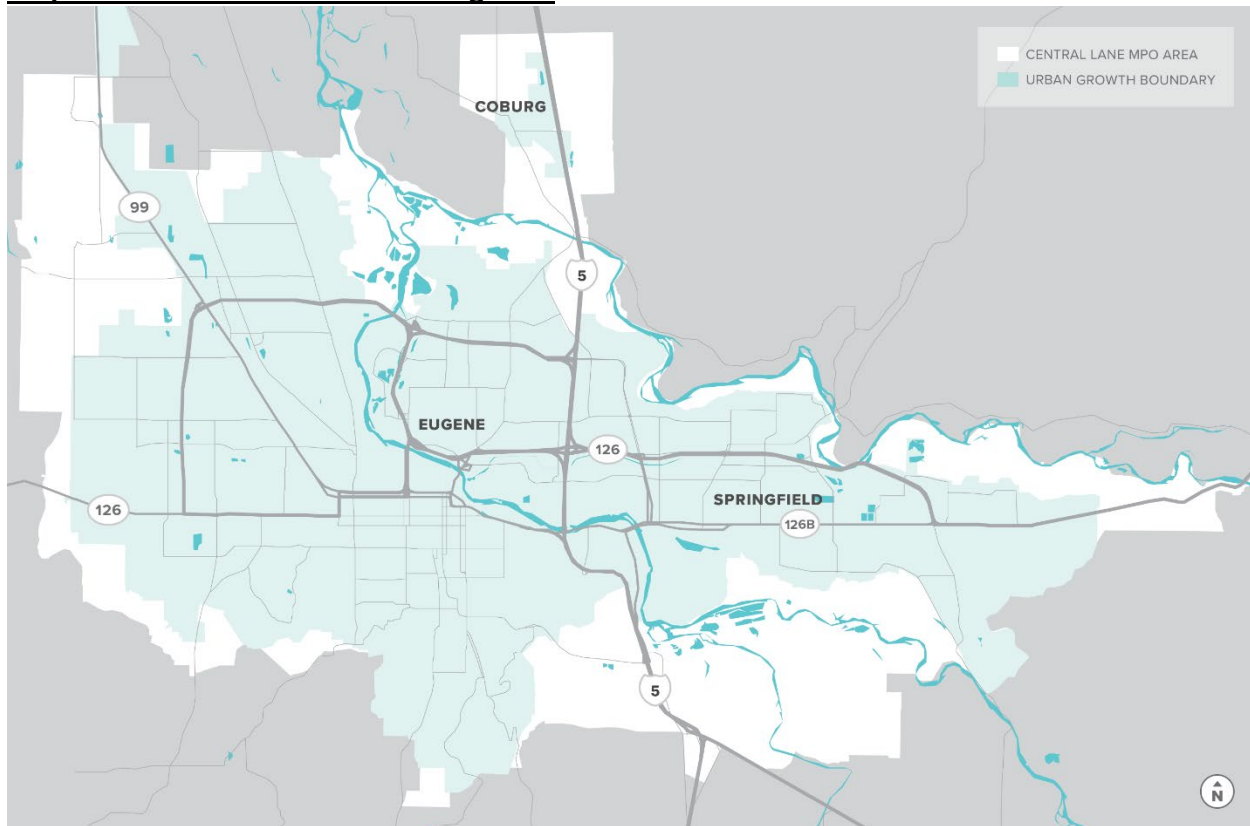 CENTRAL LANE MPO AREA
URBAN GROWTH BOUNDARY
COBURG
99
5
EUGENE
126
SPRINGFIELD
126
126B
5
N